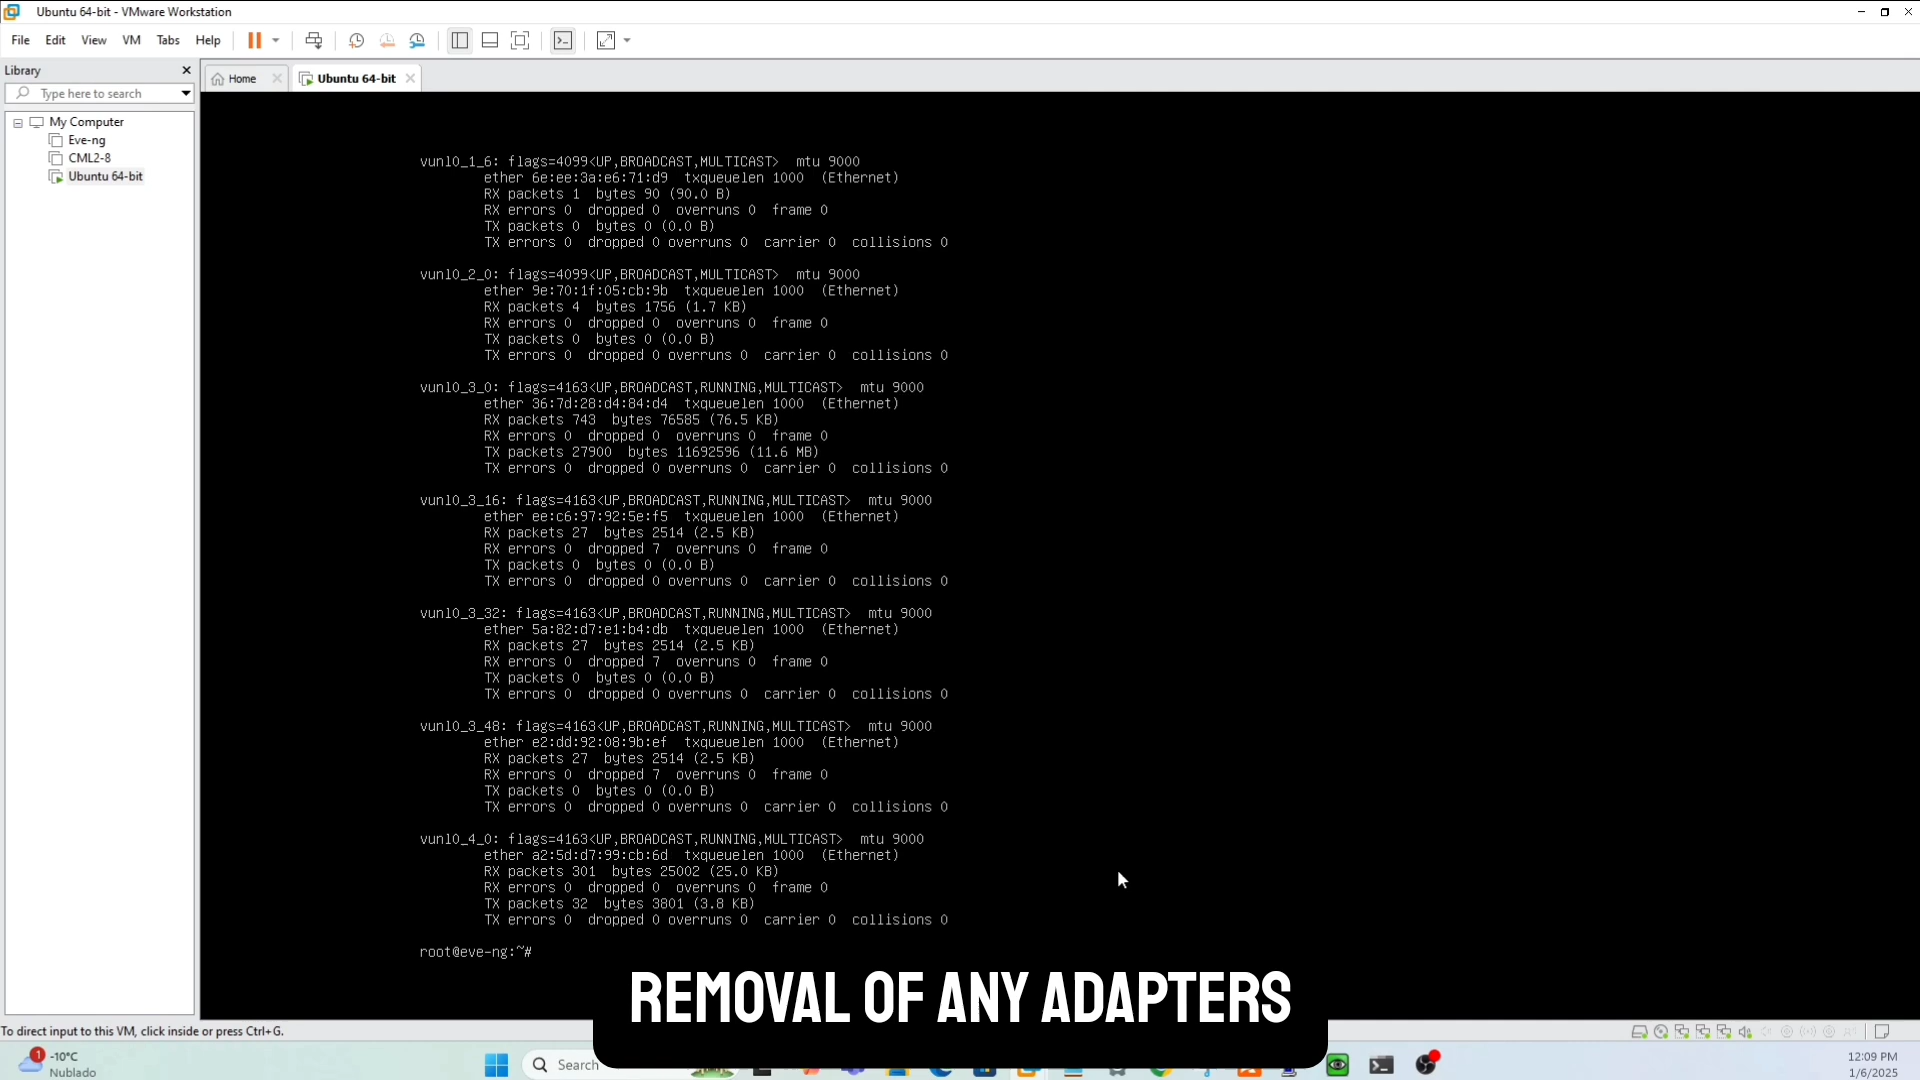 Ubuntu 64-bit - VMware Workstation
File Edit View VM Tabs Help
Library
Home
Ubuntu 64-bit
Type here to search
My Computer
Eve-ng
CML2-8
Ubuntu 64-bit
vunl0_1_6: flags=4099<UP,BROADCAST,MULTICAST> mtu 9000
ether 6e:ee:3a:e6:71:d9 txqueuelen 1000 (Ethernet)
RX packets 1 bytes 90 (90.0 B)
RX errors 0 dropped 0 overruns 0 frame 0
TX packets 0 bytes 0 (0.0 B)
TX errors 0 dropped 0 overruns 0 carrier 0 collisions 0
vunl0_2_0: flags=4099<UP,BROADCAST,MULTICAST> mtu 9000
ether 9e:70:1f:05:cb:9b txqueuelen 1000 (Ethernet)
RX packets 4 bytes 1756 (1.7 KB)
RX errors 0 dropped 0 overruns 0 frame 0
TX packets 0 bytes 0 (0.0 B)
TX errors 0 dropped 0 overruns 0 carrier 0 collisions 0
vunl0_3_0: flags=4163<UP,BROADCAST,RUNNING,MULTICAST> mtu 9000
ether 36:7d:28:d4:84:d4 txqueuelen 1000 (Ethernet)
RX packets 743 bytes 76585 (76.5 KB)
RX errors 0 dropped 0 overruns 0 frame 0
TX packets 27900 bytes 11692596 (11.6 MB)
TX errors 0 dropped 0 overruns 0 carrier 0 collisions 0
vunl0_3_16: flags=4163<UP,BROADCAST,RUNNING,MULTICAST> mtu 9000
ether ee:c6:97:92:5e:f5 txqueuelen 1000 (Ethernet)
RX packets 27 bytes 2514 (2.5 KB)
RX errors 0 dropped 7 overruns 0 frame 0
TX packets 0 bytes 0 (0.0 B)
TX errors 0 dropped 0 overruns 0 carrier 0 collisions 0
vunl0_3_32: flags=4163<UP,BROADCAST,RUNNING,MULTICAST> mtu 9000
ether 5a:82:d7:e1:b4:db txqueuelen 1000 (Ethernet)
RX packets 27 bytes 2514 (2.5 KB)
RX errors 0 dropped 7 overruns 0 frame 0
TX packets 0 bytes 0 (0.0 B)
TX errors 0 dropped 0 overruns 0 carrier 0 collisions 0
vunl0_3_48: flags=4163<UP,BROADCAST,RUNNING,MULTICAST> mtu 9000
ether e2:dd:92:08:9b:ef txqueuelen 1000 (Ethernet)
RX packets 27 bytes 2514 (2.5 KB)
RX errors 0 dropped 7 overruns 0 frame 0
TX packets 0 bytes 0 (0.0 B)
TX errors 0 dropped 0 overruns 0 carrier 0 collisions 0
vunl0_4_0: flags=4163<UP,BROADCAST,RUNNING,MULTICAST> mtu 9000
ether a2:5d:d7:99:cb:6d txqueuelen 1000 (Ethernet)
RX packets 301 bytes 25002 (25.0 KB)
RX errors 0 dropped 0 overruns 0 frame 0
TX packets 32 bytes 3801 (3.8 KB)
TX errors 0 dropped 0 overruns 0 carrier 0 collisions 0
root@eve-ng:~#
REMOVAL OF ANY ADAPTERS
To direct input to this VM, click inside or press Ctrl+G.
1
-10°C
Nublado
Search
12:09 PM
1/6/2025